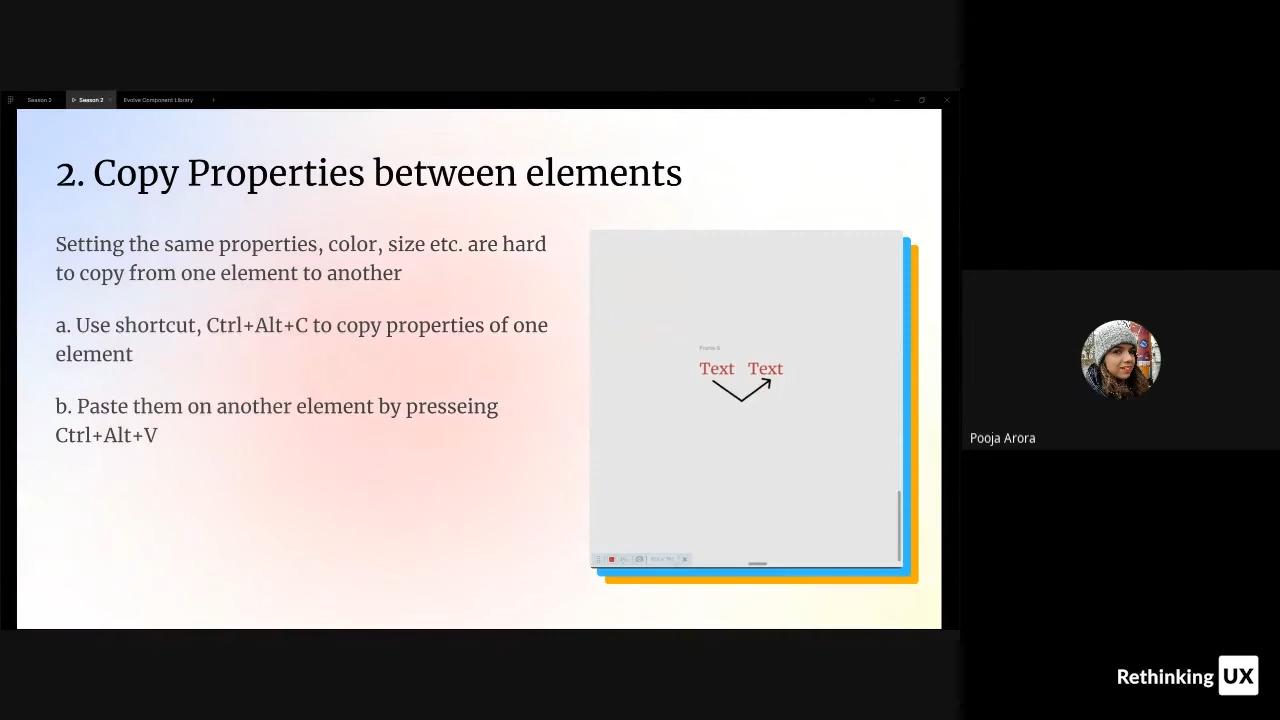 Season 2
Season 2
Evolve Component Library
2. Copy Properties between elements
Setting the same properties, color, size etc. are hard
to copy from one element to another
a. Use shortcut, Ctrl+Alt+C to copy properties of one
element
b. Paste them on another element by presseing
Ctrl+Alt+V
Text Text
Pooja Arora
Rethinking UX